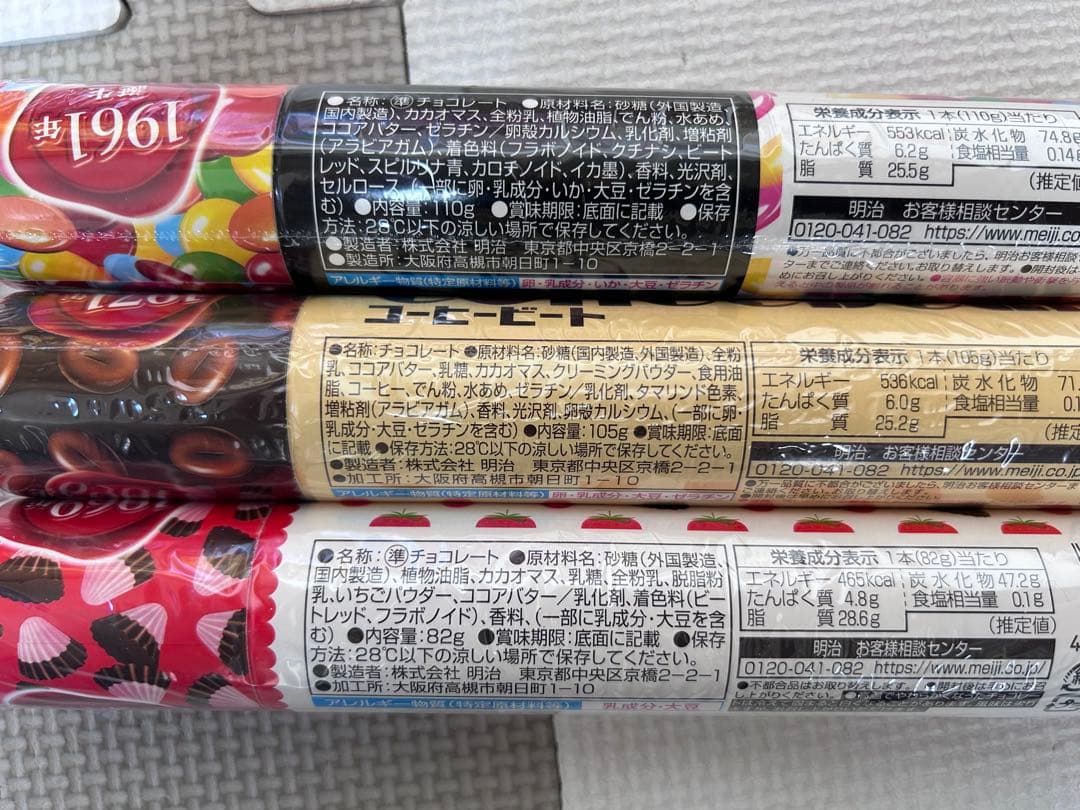 1961年
誕生
●名称:準チョコレート ●原材料名:砂糖(外国製造、
国内製造)、カカオマス、全粉乳、植物油脂、でん粉、水あめ、
ココアバター、ゼラチン/卵殻カルシウム、乳化剤、増粘剤
(アラビアガム)、着色料(フラボノイド、クチナシ、ビート
レッド、スピルリナ青、カロチノイド、イカ墨)、香料、光沢剤、
セルロース、(一部に卵・乳成分・いか・大豆・ゼラチンを含
む) ●内容量:110g ●賞味期限:底面に記載 ●保存
方法:28℃以下の涼しい場所で保存してください。
●製造者:株式会社 明治 東京都中央区京橋2-2-1
●製造所:大阪府高槻市朝日町1-10
アレルギー物質(特定原材料等) 卵・乳成分・いか・大豆・ゼラチン
栄養成分表示 1本(110g)当たり
エネルギー 553kcal 炭水化物 74.8
たんぱく質 6.2g 食塩相当量 0.14
脂質 25.5g
(推定値
明治 お客様相談センター
0120-041-082 https://www.meiji.co
1921
コーヒービート
●名称:チョコレート ●原材料名:砂糖(国内製造、外国製造)、全粉
乳、ココアバター、乳糖、カカオマス、クリーミングパウダー、食用油
脂、コーヒー、でん粉、水あめ、ゼラチン/乳化剤、タマリンド色素、
増粘剤(アラビアガム)、香料、光沢剤、卵殻カルシウム、(一部に卵・
乳成分・大豆・ゼラチンを含む) ●内容量:105g ●賞味期限:底面
に記載 ●保存方法:28℃以下の涼しい場所で保存してください。
●製造者:株式会社 明治 東京都中央区京橋2-2-1
●加工所:大阪府高槻市朝日町1-10
アレルギー物質(特定原材料等) 卵・乳成分・大豆・ゼラチン
栄養成分表示 1本(105g)当たり
エネルギー 536kcal 炭水化物 71.
たんぱく質 6.0g 食塩相当量 0.1
脂質 25.2g
(推定
明治 お客様相談センター
0120-041-082 https://www.meiji.co.jp
1969
●名称:準チョコレート ●原材料名:砂糖(外国製造、
国内製造)、植物油脂、カカオマス、乳糖、全粉乳、脱脂粉
乳、いちごパウダー、ココアバター/乳化剤、着色料(ビー
トレッド、フラボノイド)、香料、(一部に乳成分・大豆を含
む) ●内容量:82g ●賞味期限:底面に記載 ●保存
方法:28℃以下の涼しい場所で保存してください。
●製造者:株式会社 明治 東京都中央区京橋2-2-1
●加工所:大阪府高槻市朝日町1-10
アレルギー物質(特定原材料等) 乳成分・大豆
栄養成分表示 1本(82g)当たり
エネルギー 465kcal 炭水化物 47.2g
たんぱく質 4.8g 食塩相当量 0.1g
脂質 28.6g
(推定値)
明治 お客様相談センター
0120-041-082 https://www.meiji.co.jp/